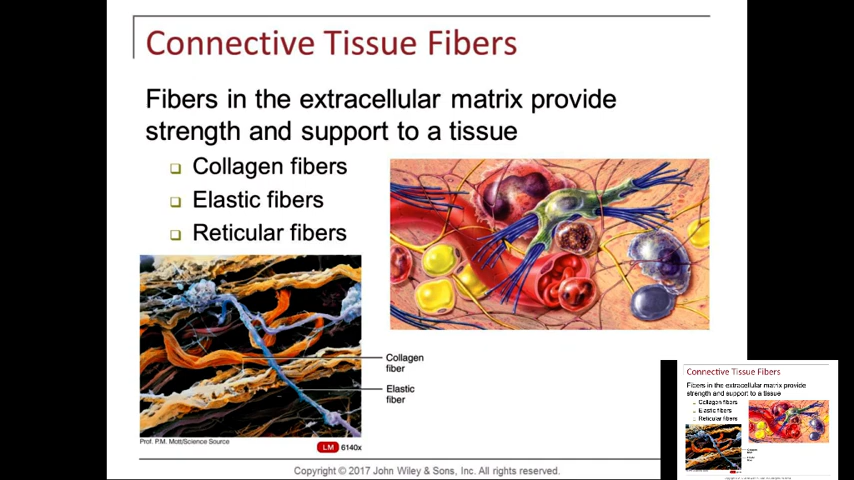 Connective Tissue Fibers
Fibers in the extracellular matrix provide
strength and support to a tissue
Collagen fibers
Elastic fibers
Reticular fibers
Collagen
fiber
Elastic
fiber
Prof. P.M. Mott/Science Source
LM 6140x
Copyright © 2017 John Wiley & Sons, Inc. All rights reserved.
Connective Tissue Fibers
Fibers in the extracellular matrix provide
strength and support to a tissue
Collagen fibers
Elastic fibers
Reticular fibers